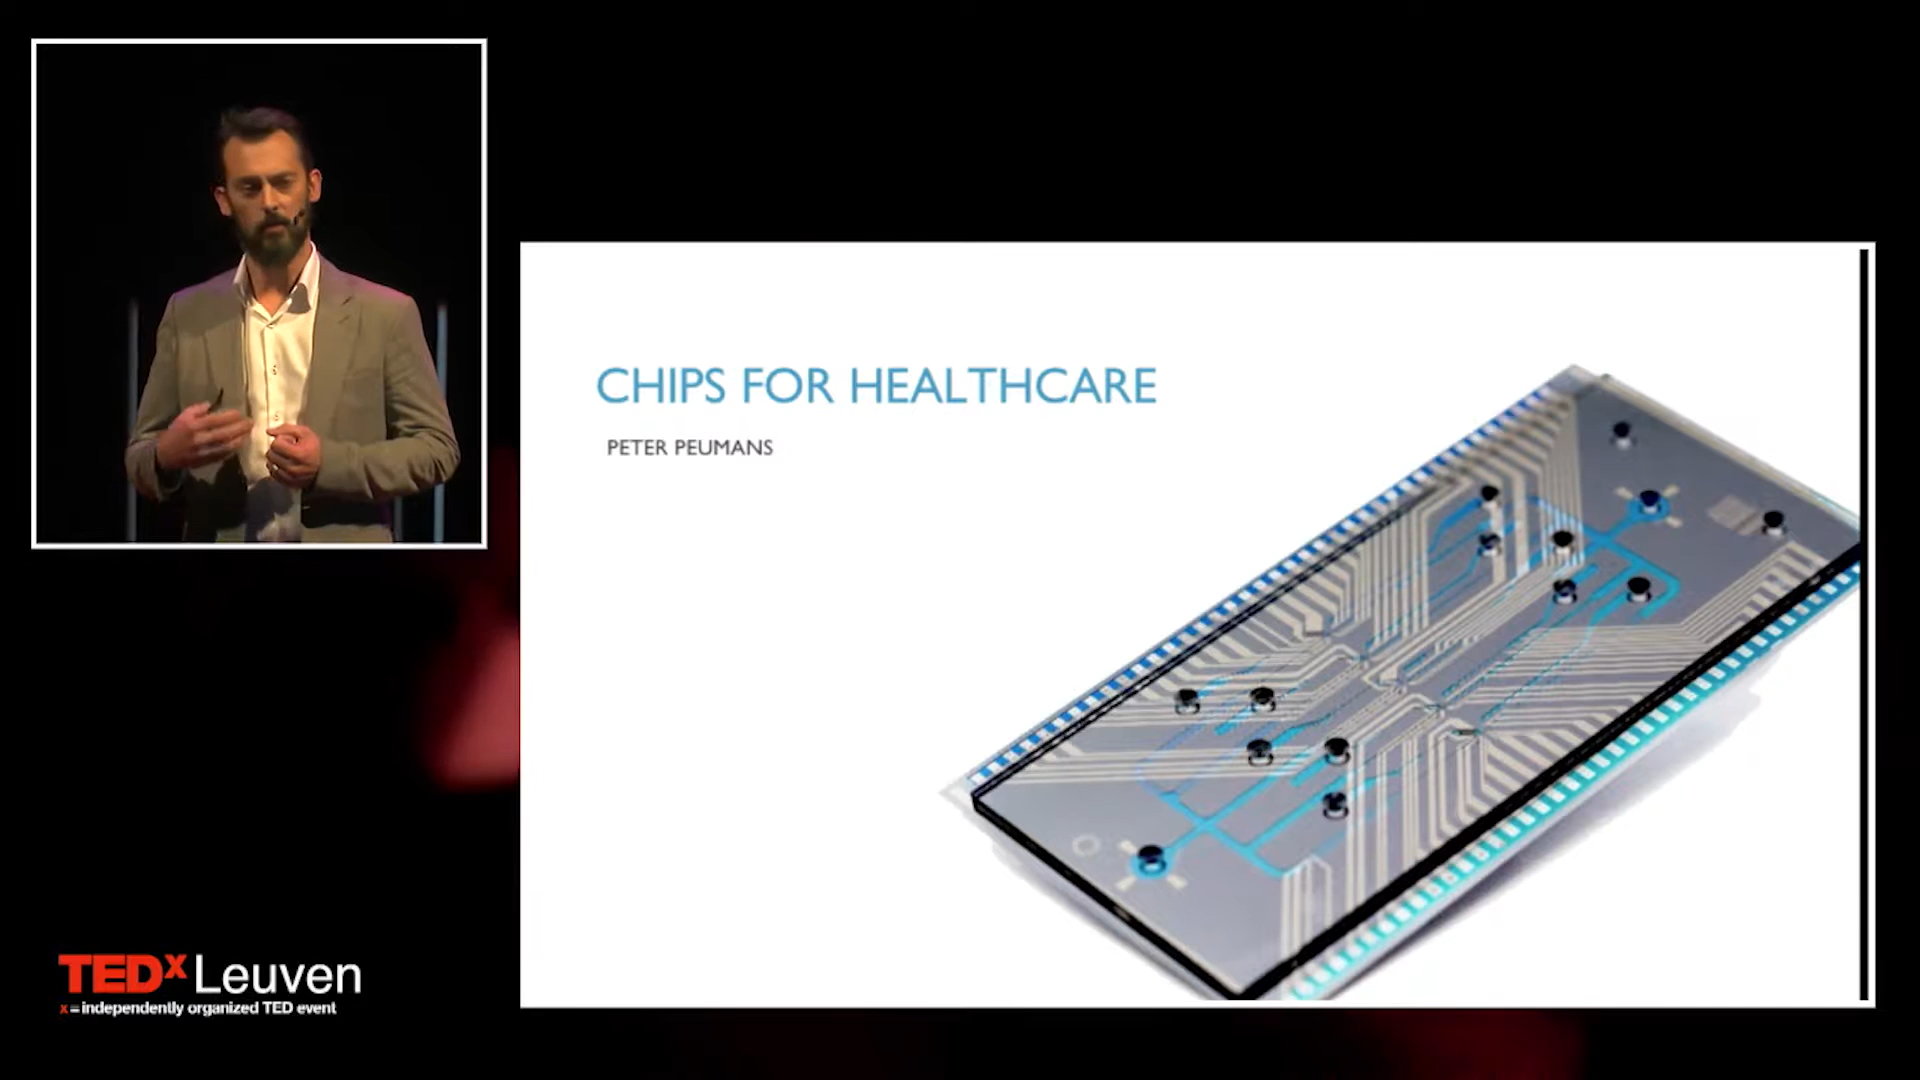 CHIPS FOR HEALTHCARE
PETER PEUMANS
TEDx Leuven
x = independently organized TED event